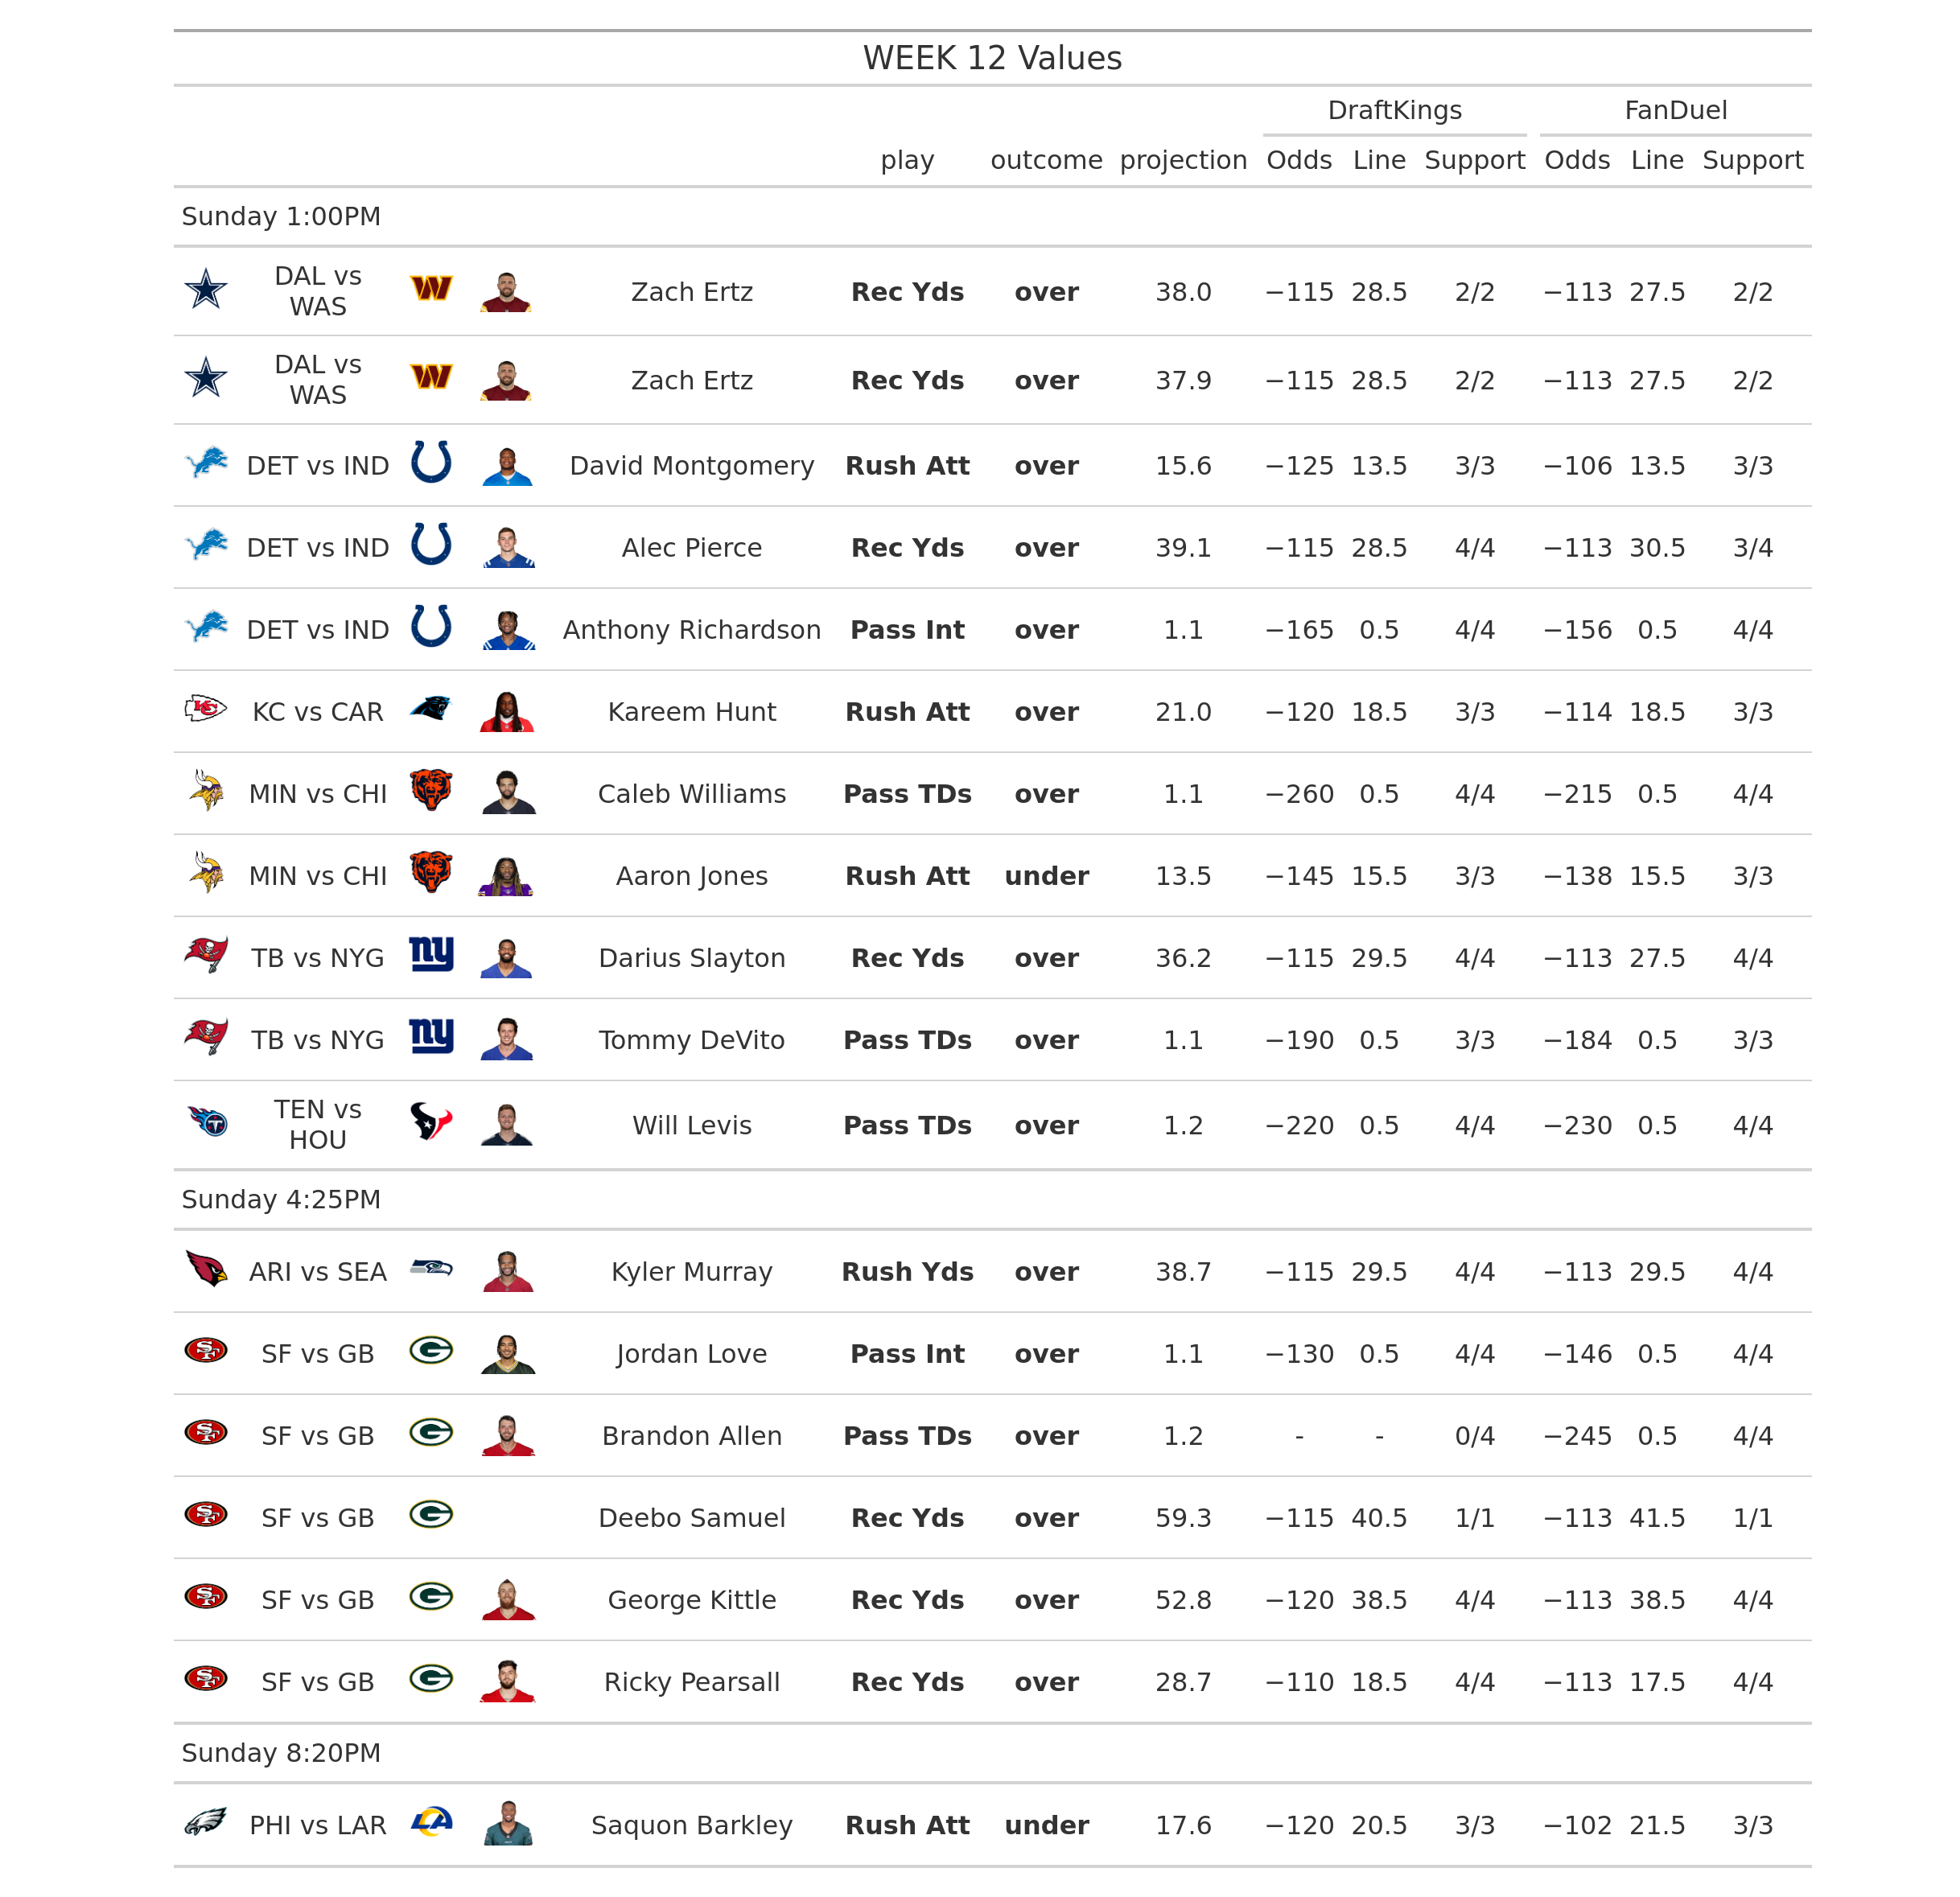 WEEK 12 Values
DraftKings FanDuel
play outcome projection Odds Line Support Odds Line Support
Sunday 1:00PM
DAL vs
WAS
W Zach Ertz Rec Yds over 38.0 −115 28.5 2/2 −113 27.5 2/2
DAL vs
WAS
W Zach Ertz Rec Yds over 37.9 −115 28.5 2/2 −113 27.5 2/2
DET vs IND David Montgomery Rush Att over 15.6 −125 13.5 3/3 −106 13.5 3/3
DET vs IND Alec Pierce Rec Yds over 39.1 −115 28.5 4/4 −113 30.5 3/4
DET vs IND Anthony Richardson Pass Int over 1.1 −165 0.5 4/4 −156 0.5 4/4
KC KC vs CAR Kareem Hunt Rush Att over 21.0 −120 18.5 3/3 −114 18.5 3/3
MIN vs CHI Caleb Williams Pass TDs over 1.1 −260 0.5 4/4 −215 0.5 4/4
MIN vs CHI Aaron Jones Rush Att under 13.5 −145 15.5 3/3 −138 15.5 3/3
TB vs NYG ny Darius Slayton Rec Yds over 36.2 −115 29.5 4/4 −113 27.5 4/4
TB vs NYG ny Tommy DeVito Pass TDs over 1.1 −190 0.5 3/3 −184 0.5 3/3
TEN vs
HOU
T Will Levis Pass TDs over 1.2 −220 0.5 4/4 −230 0.5 4/4
Sunday 4:25PM
ARI vs SEA Kyler Murray Rush Yds over 38.7 −115 29.5 4/4 −113 29.5 4/4
SF SF vs GB G Jordan Love Pass Int over 1.1 −130 0.5 4/4 −146 0.5 4/4
SF SF vs GB G Brandon Allen Pass TDs over 1.2 - - 0/4 −245 0.5 4/4
SF SF vs GB G Deebo Samuel Rec Yds over 59.3 −115 40.5 1/1 −113 41.5 1/1
SF SF vs GB G George Kittle Rec Yds over 52.8 −120 38.5 4/4 −113 38.5 4/4
SF SF vs GB G Ricky Pearsall Rec Yds over 28.7 −110 18.5 4/4 −113 17.5 4/4
Sunday 8:20PM
PHI vs LAR LA Saquon Barkley Rush Att under 17.6 −120 20.5 3/3 −102 21.5 3/3